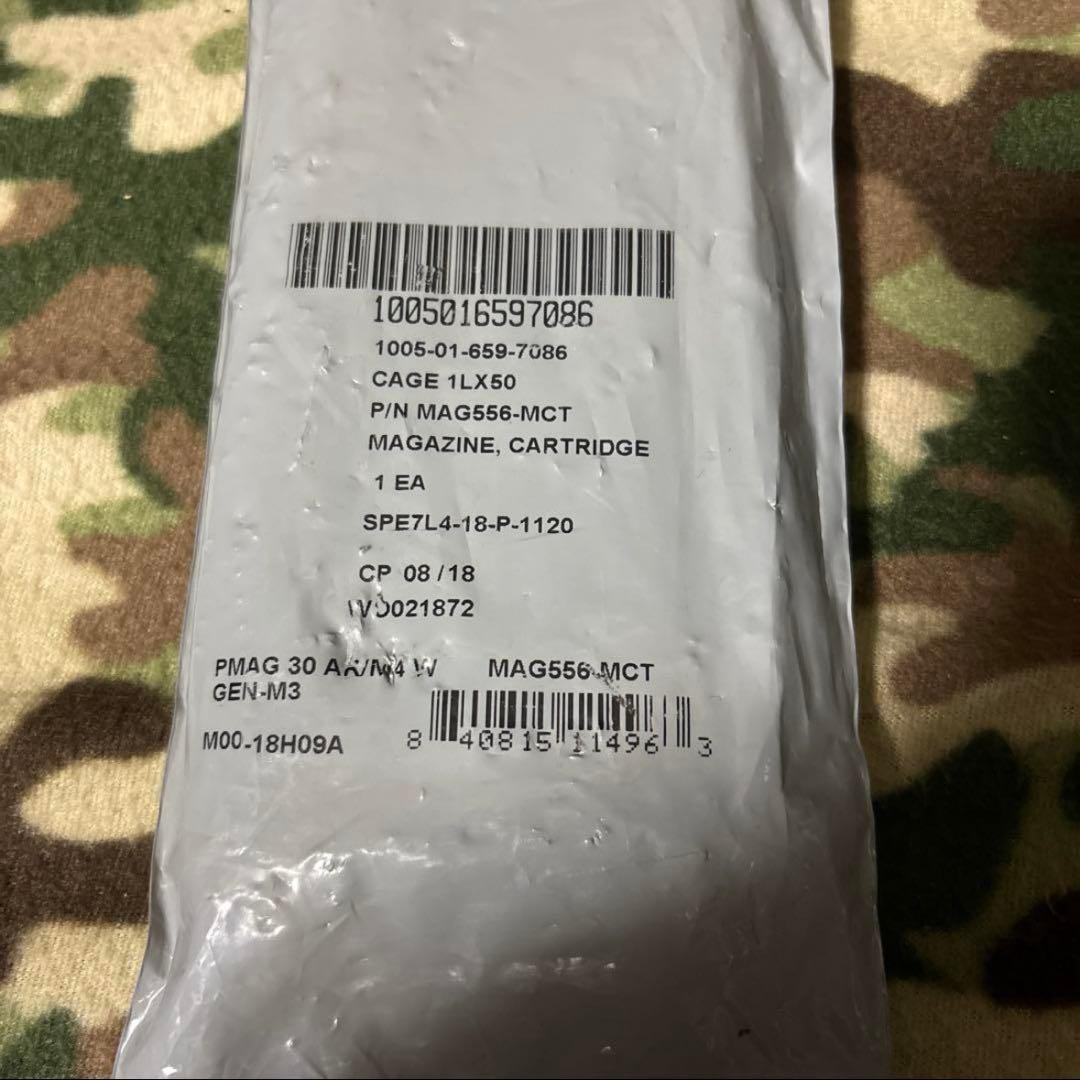 1005016597086
1005-01-659-7086
CAGE 1LX50
P/N MAG556-MCT
MAGAZINE, CARTRIDGE
1 EA
SPE7L4-18-P-1120
CP 08/18
WO021872
PMAG 30 AR/M4 W MAG556-MCT
GEN-M3
M00-18H09A 8 40815 11496 3